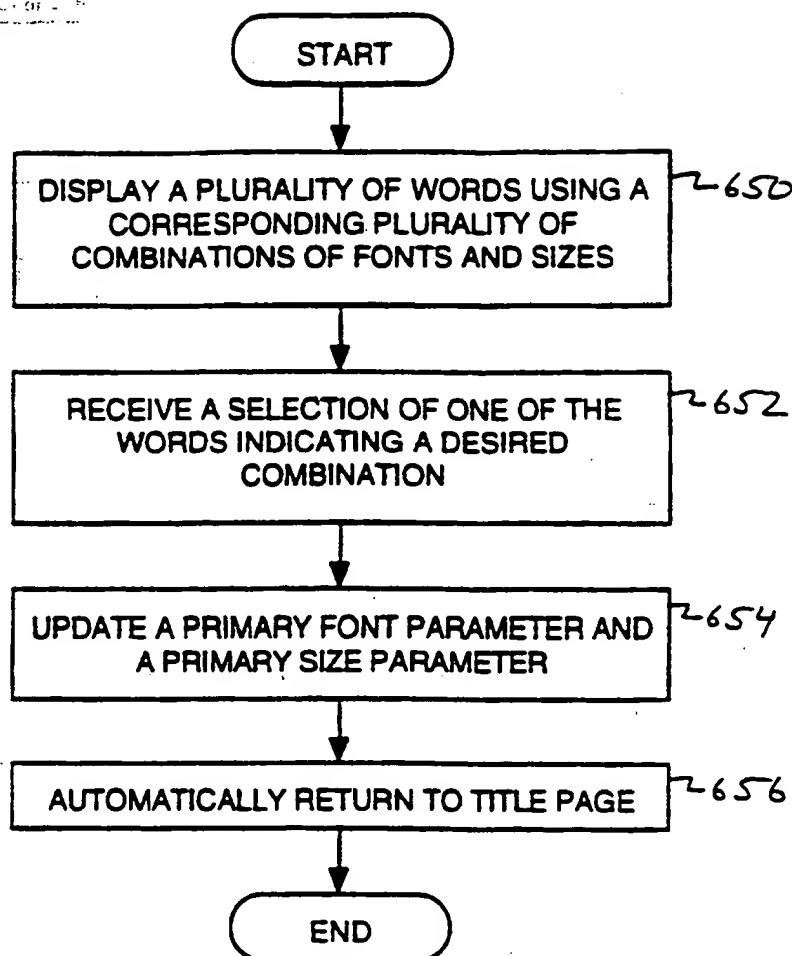 START
DISPLAY A PLURALITY OF WORDS USING A
CORRESPONDING PLURALITY OF
COMBINATIONS OF FONTS AND SIZES
650
RECEIVE A SELECTION OF ONE OF THE
WORDS INDICATING A DESIRED
COMBINATION
652
UPDATE A PRIMARY FONT PARAMETER AND
A PRIMARY SIZE PARAMETER
654
AUTOMATICALLY RETURN TO TITLE PAGE
656
END